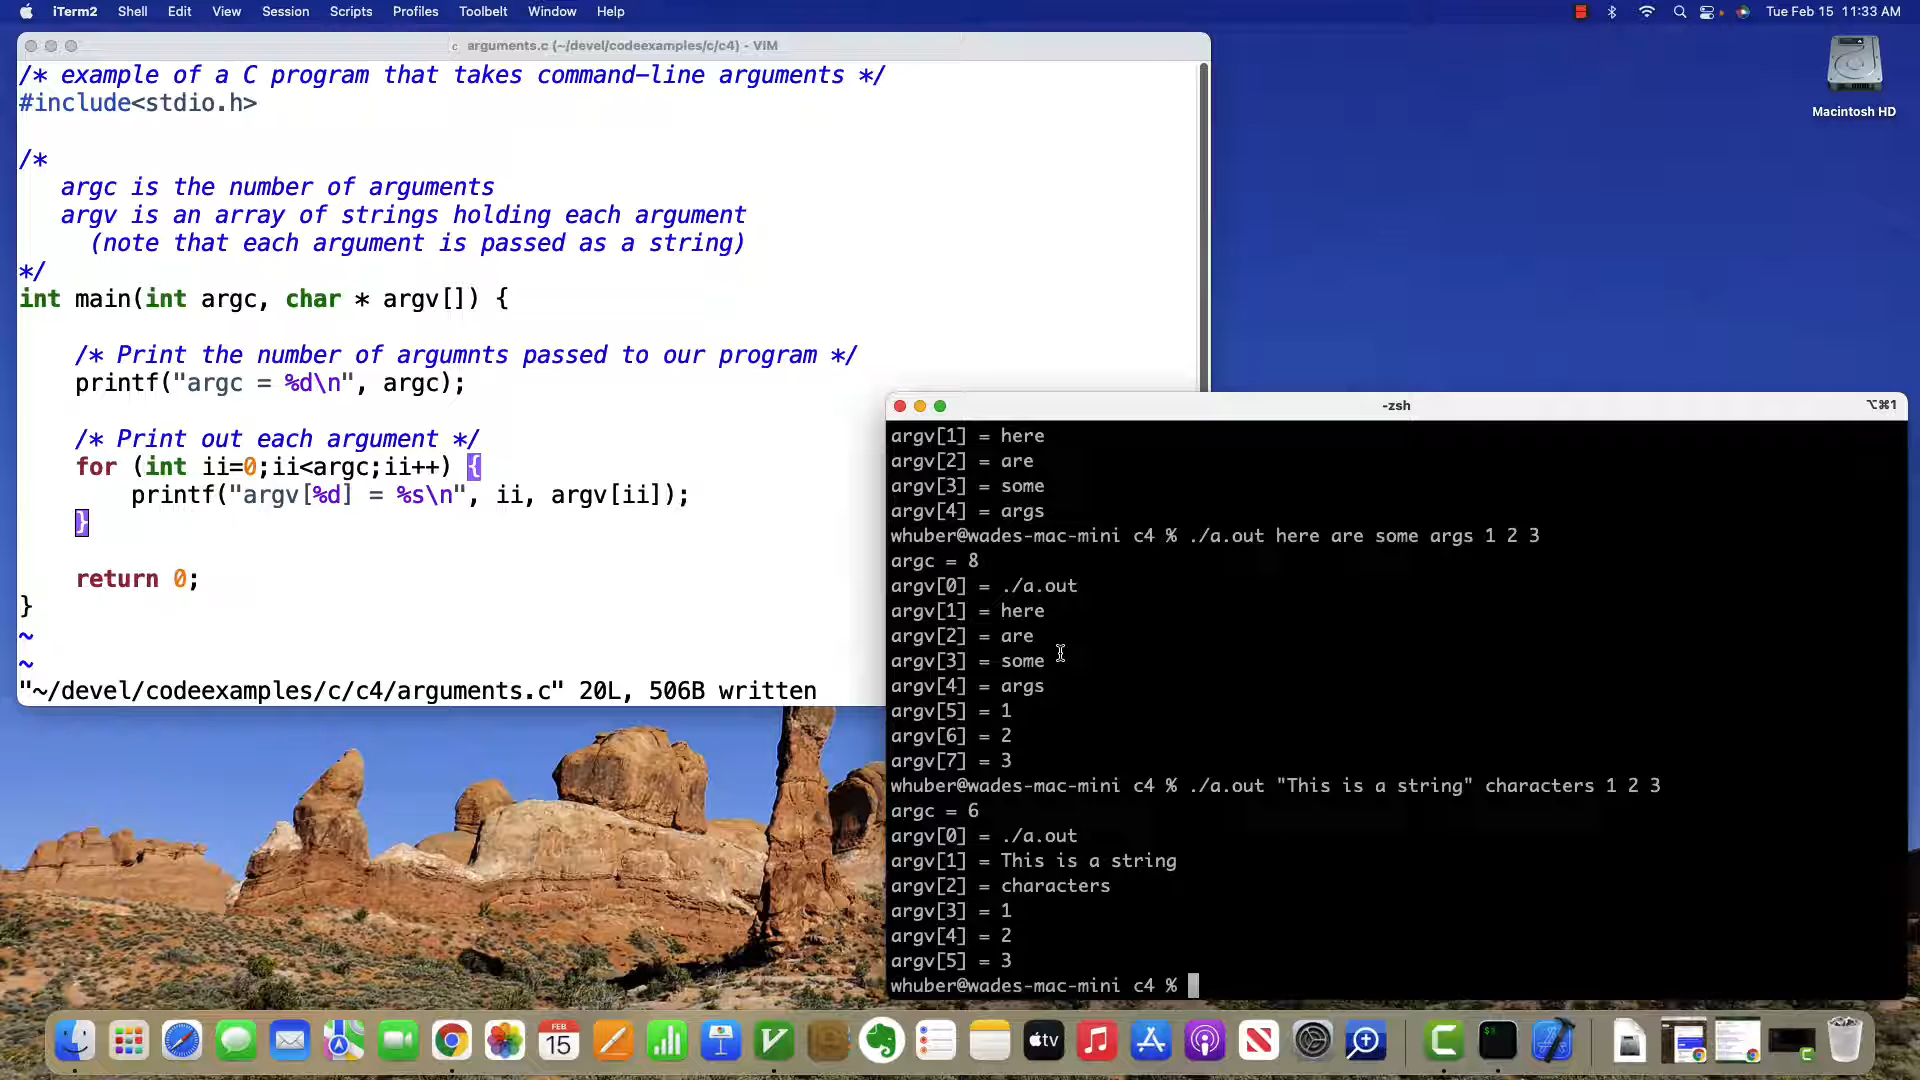 iTerm2 Shell Edit View Session Scripts Profiles Toolbelt Window Help Tue Feb 15 11:33 AM
arguments.c (~/devel/codeexamples/c/c4) - VIM
/* example of a C program that takes command-line arguments */
#include<stdio.h>
/*
argc is the number of arguments
argv is an array of strings holding each argument
(note that each argument is passed as a string)
*/
int main(int argc, char * argv[]) {
/* Print the number of argumnts passed to our program */
printf("argc = %d\n", argc);
/* Print out each argument */
for (int ii=0;ii<argc;ii++) {
printf("argv[%d] = %s\n", ii, argv[ii]);
}
return 0;
}
~
~
"~/devel/codeexamples/c/c4/arguments.c" 20L, 506B written
Macintosh HD
-zsh
⌥⌘1
argv[1] = here
argv[2] = are
argv[3] = some
argv[4] = args
whuber@wades-mac-mini c4 % ./a.out here are some args 1 2 3
argc = 8
argv[0] = ./a.out
argv[1] = here
argv[2] = are
argv[3] = some
argv[4] = args
argv[5] = 1
argv[6] = 2
argv[7] = 3
whuber@wades-mac-mini c4 % ./a.out "This is a string" characters 1 2 3
argc = 6
argv[0] = ./a.out
argv[1] = This is a string
argv[2] = characters
argv[3] = 1
argv[4] = 2
argv[5] = 3
whuber@wades-mac-mini c4 %
FEB
15
tv
$